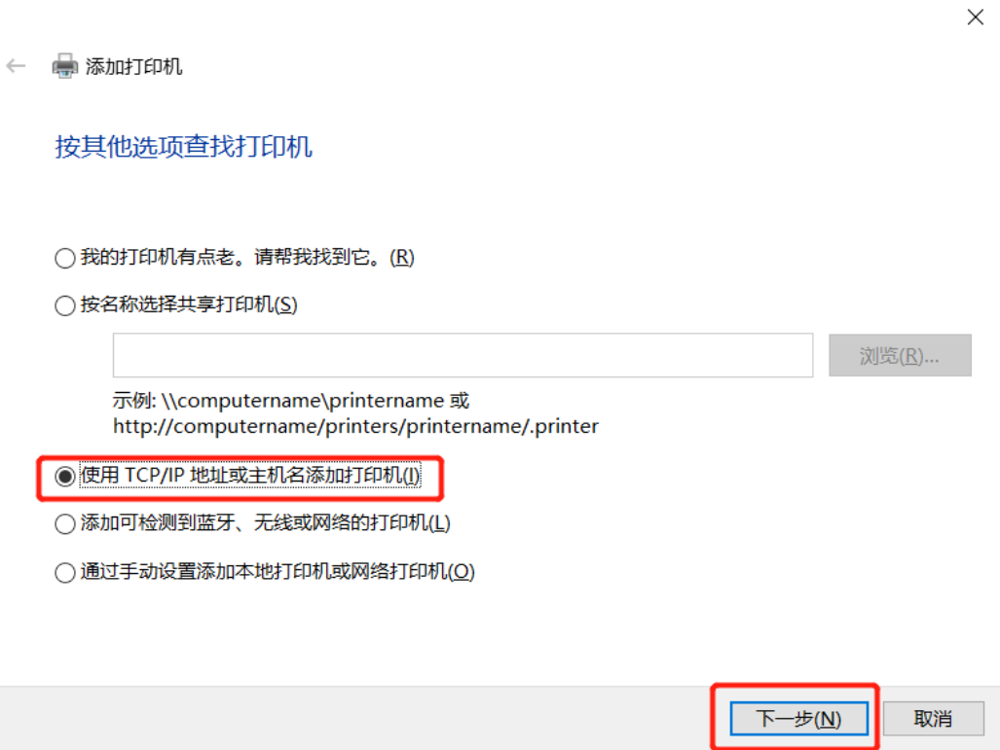 添加打印机
按其他选项查找打印机
我的打印机有点老。请帮我找到它。(R)
按名称选择共享打印机(S)
浏览(R)...
示例: \\computername\printername 或
http://computername/printers/printername/.printer
使用 TCP/IP 地址或主机名添加打印机(I)
添加可检测到蓝牙、无线或网络的打印机(L)
通过手动设置添加本地打印机或网络打印机(O)
下一步(N)
取消